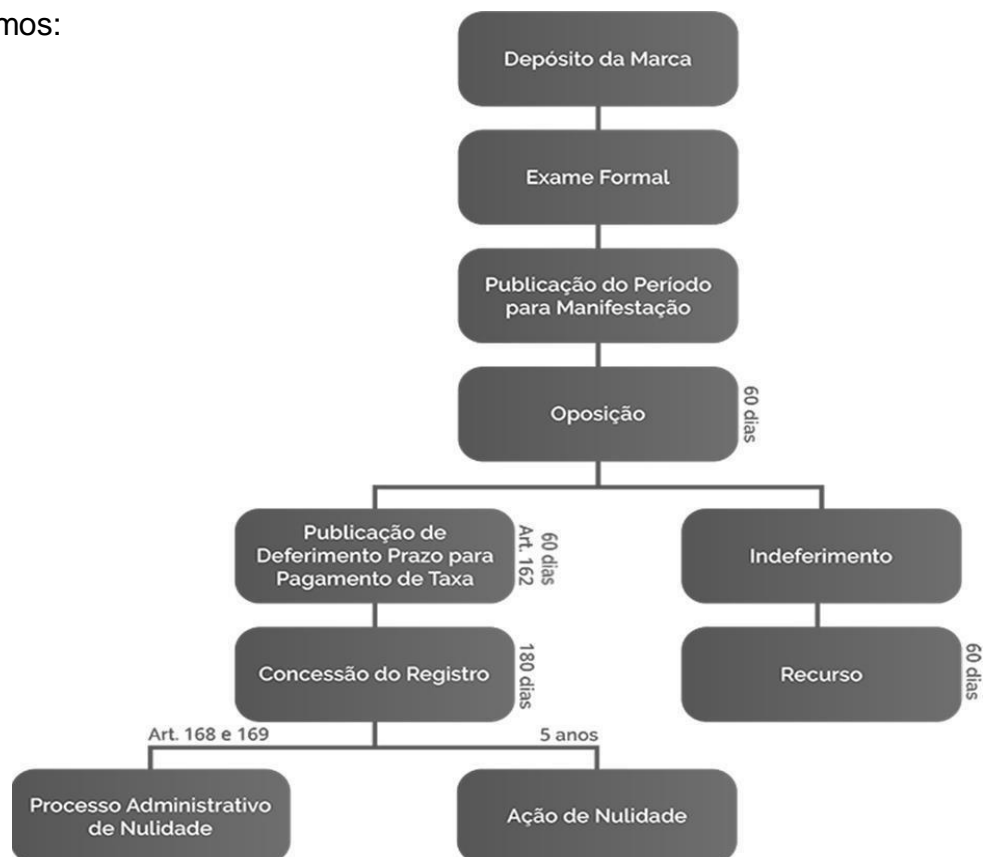 mos:
Depósito da Marca
Exame Formal
Publicação do Período
para Manifestação
Oposição
60 dias
Publicação de
Deferimento Prazo para
Pagamento de Taxa
60 dias
Art. 162
Indeferimento
Concessão do Registro
180 dias
Recurso
60 dias
Art. 168 e 169
5 anos
Processo Administrativo
de Nulidade
Ação de Nulidade